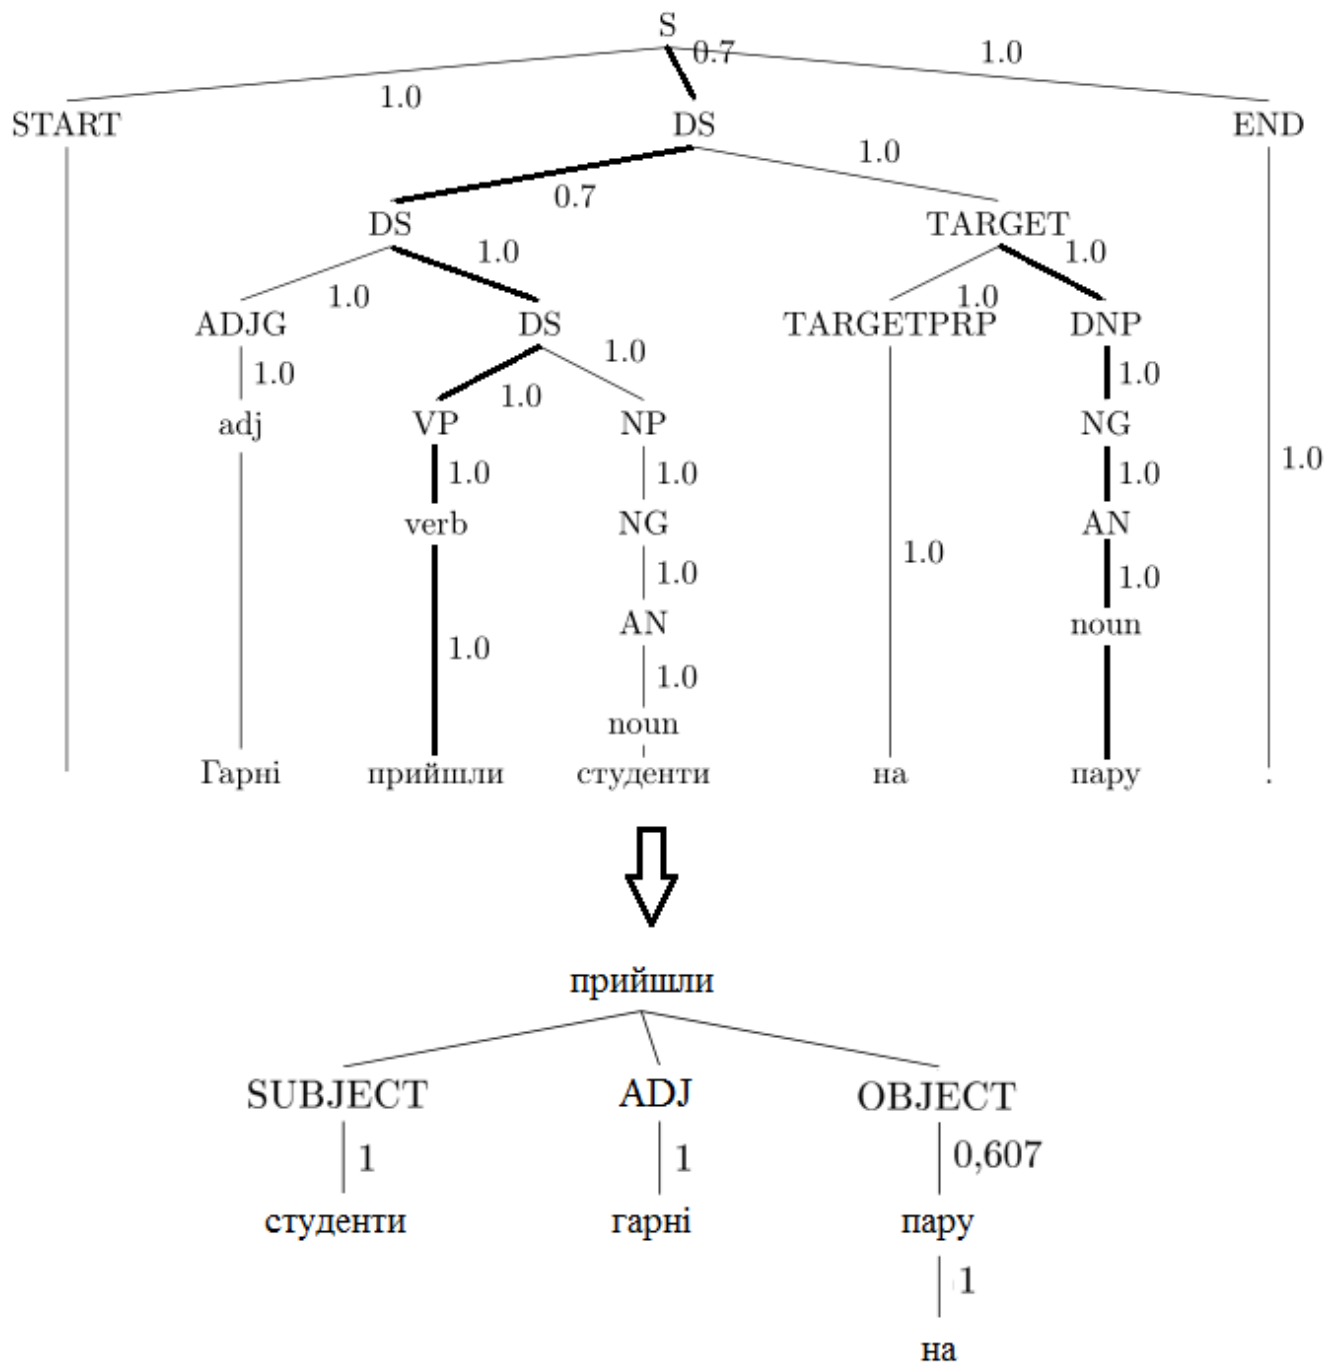 S
0.7
1.0
1.0
START DS END
1.0
0.7
DS TARGET
1.0 1.0
1.0 1.0
ADJG DS TARGETPRP DNP
1.0 1.0 1.0
1.0
adj VP NP NG
1.0 1.0 1.0 1.0
verb NG AN
1.0 1.0 1.0
AN noun
1.0 1.0
noun
Гарні прийшли студенти на пару .
прийшли
SUBJECT ADJ OBJECT
1 1 0,607
студенти гарні пару
1
на